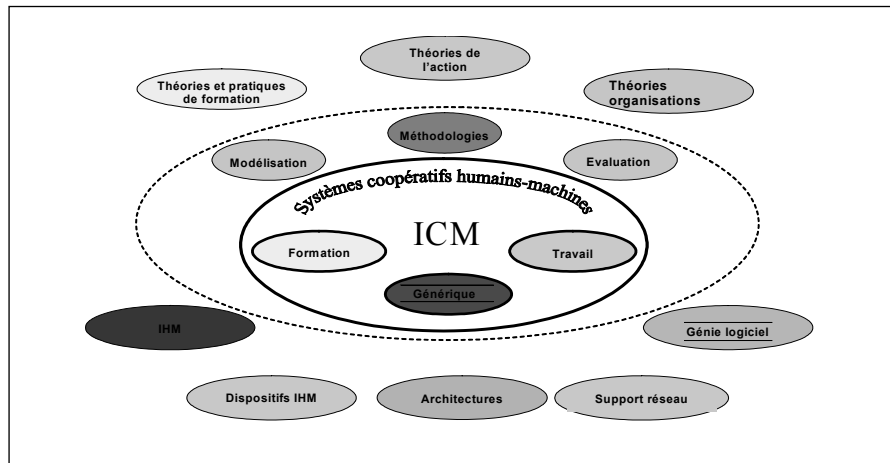 Théories de
l'action
Théories et pratiques
de formation
Théories
organisations
Méthodologies
Modélisation
Evaluation
Systèmes coopératifs humains-machines
ICM
Formation
Travail
Générique
IHM
Génie logiciel
Dispositifs IHM
Architectures
Support réseau